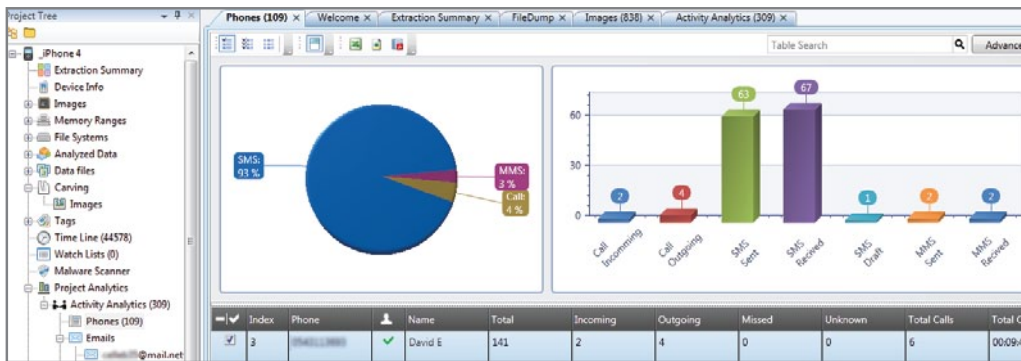 Project Tree
Phones (109) × Welcome × Extraction Summary × FileDump × Images (838) × Activity Analytics (309) ×
Table Search
Advance
_iPhone 4
Extraction Summary
Device Info
Images
Memory Ranges
File Systems
Analyzed Data
Data files
Carving
Images
Tags
Time Line (44578)
Watch Lists (0)
Malware Scanner
Project Analytics
Activity Analytics (309)
Phones (109)
Emails
@mail.net
SMS:
93 %
MMS:
3 %
Call:
4 %
60
30
0
2
4
63
67
1
2
2
Call Incomming
Call Outgoing
SMS Sent
SMS Recived
SMS Draft
MMS Sent
MMS Recived
Index Phone Name Total Incoming Outgoing Missed Unknown Total Calls Total C
3 David E 141 2 4 0 0 6 00:09:4